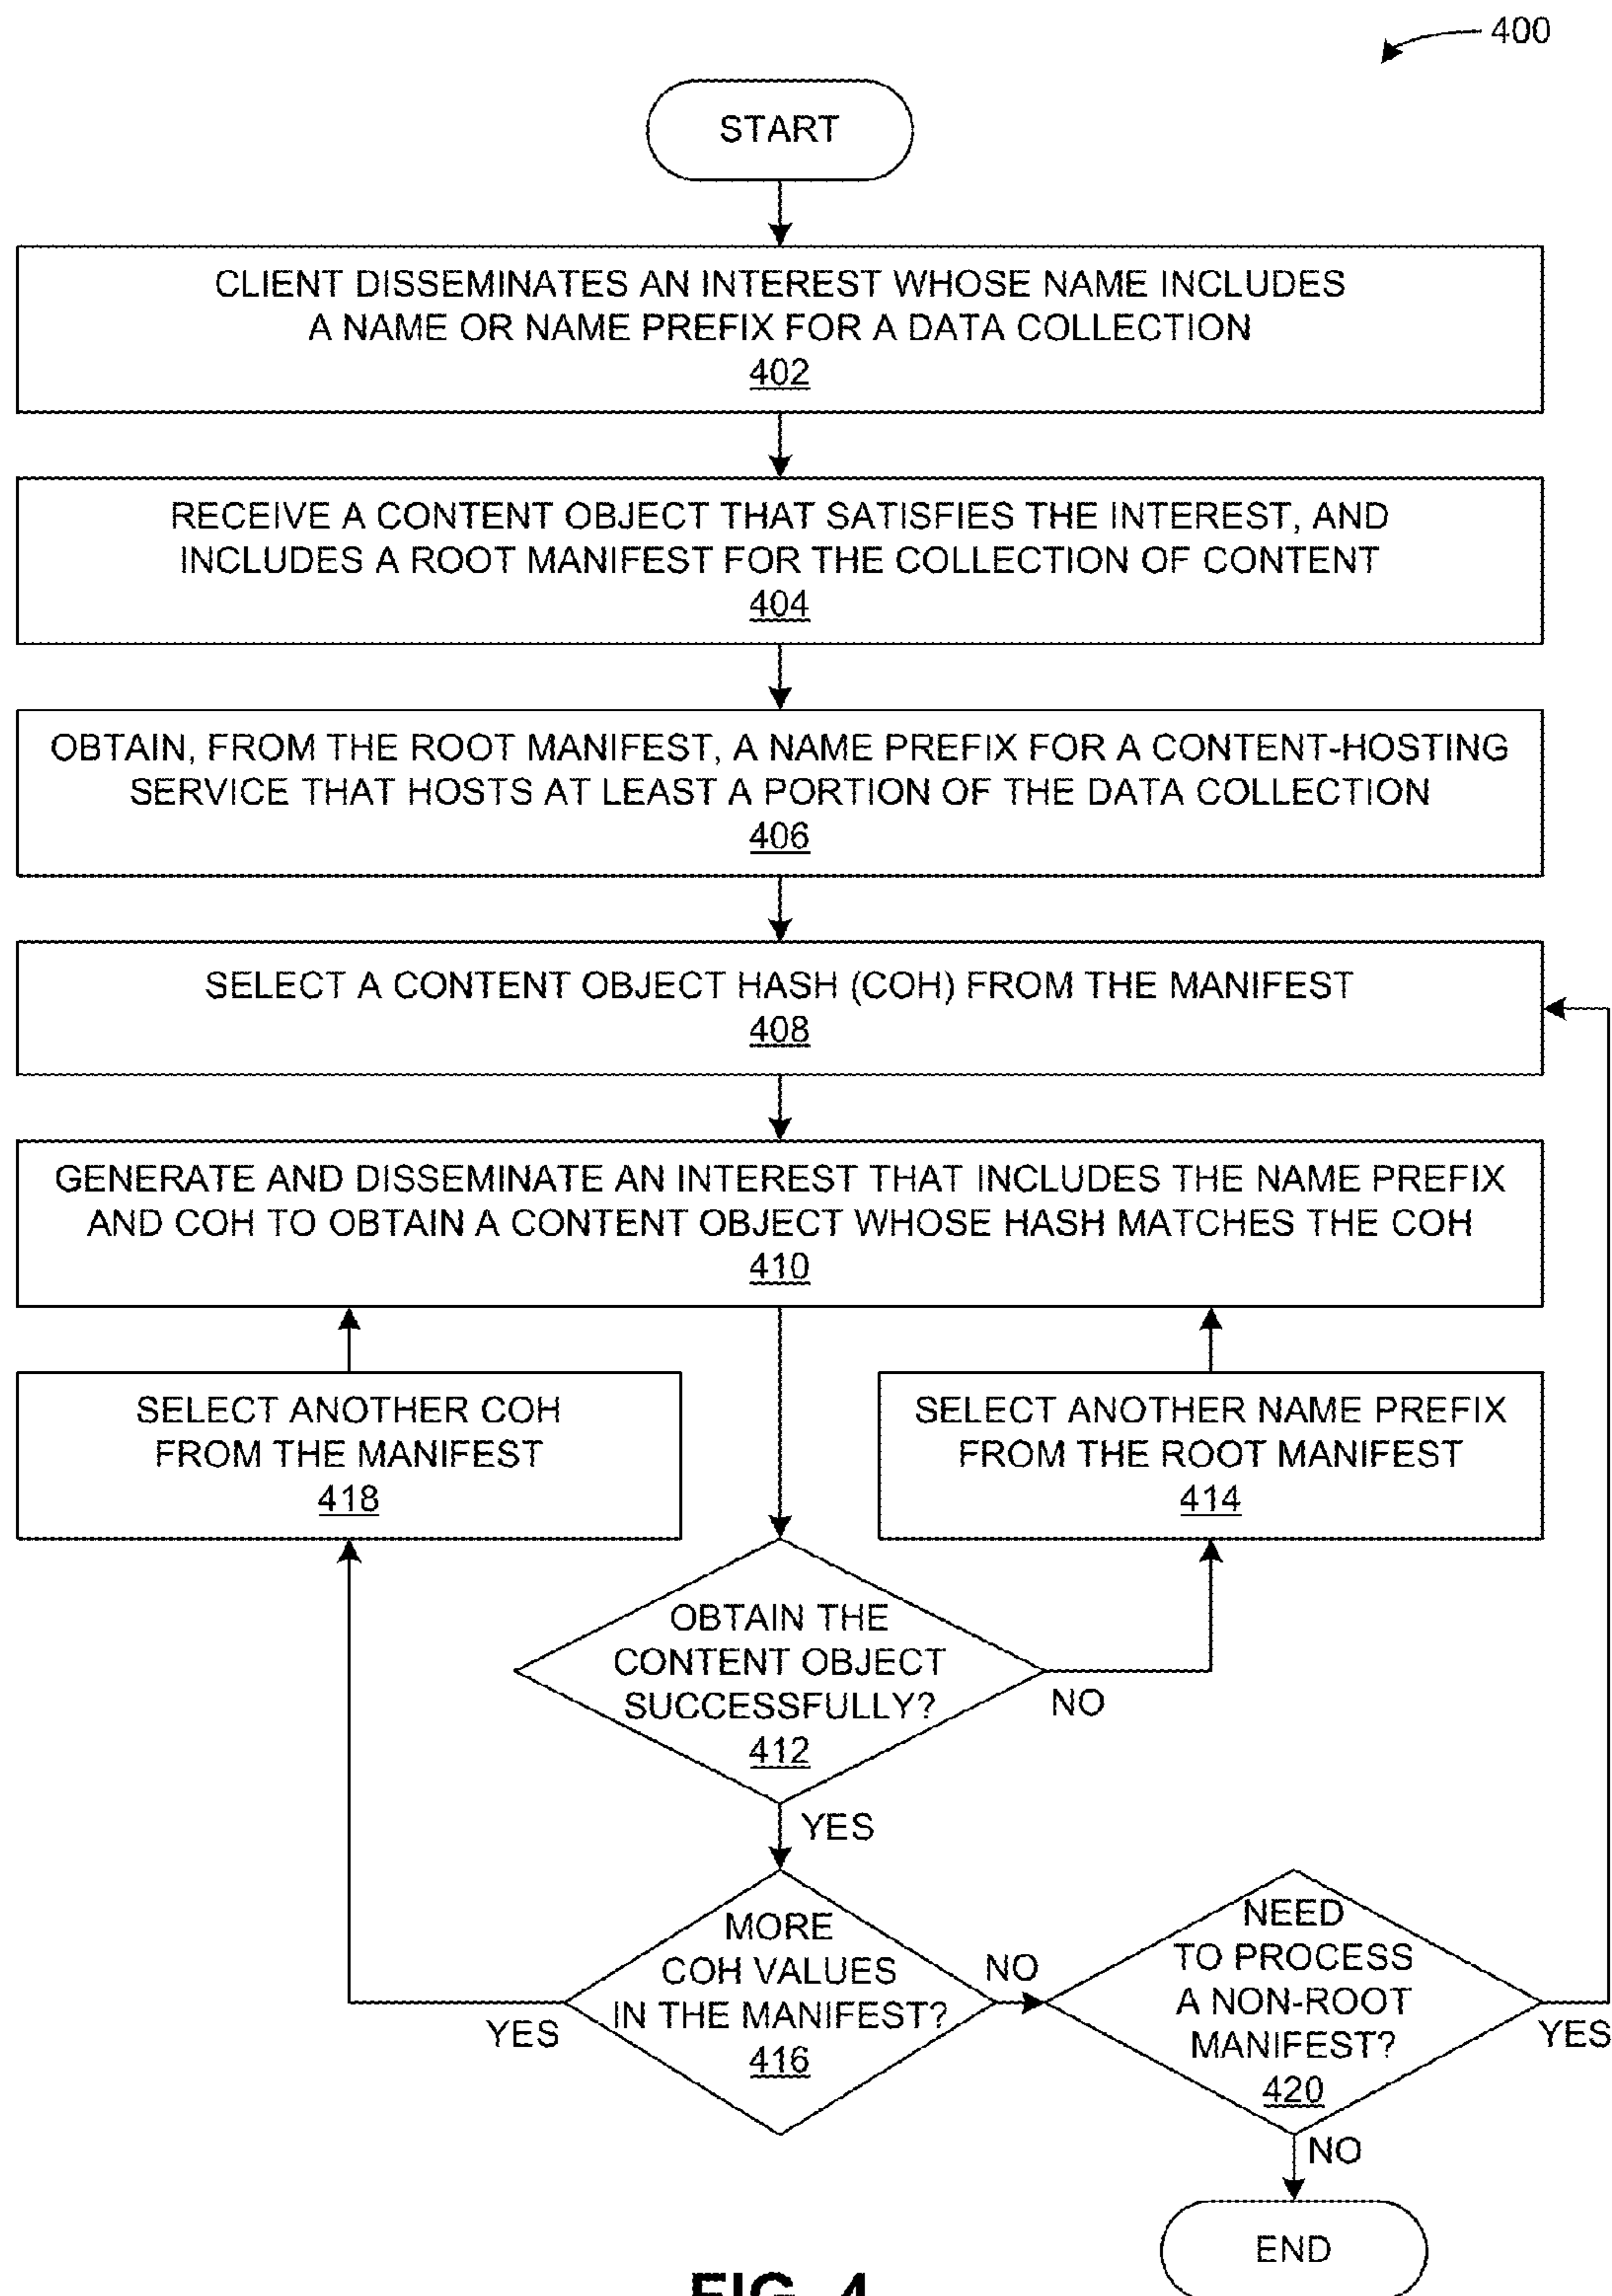 400
START
CLIENT DISSEMINATES AN INTEREST WHOSE NAME INCLUDES
A NAME OR NAME PREFIX FOR A DATA COLLECTION
402
RECEIVE A CONTENT OBJECT THAT SATISFIES THE INTEREST, AND
INCLUDES A ROOT MANIFEST FOR THE COLLECTION OF CONTENT
404
OBTAIN, FROM THE ROOT MANIFEST, A NAME PREFIX FOR A CONTENT-HOSTING
SERVICE THAT HOSTS AT LEAST A PORTION OF THE DATA COLLECTION
406
SELECT A CONTENT OBJECT HASH (COH) FROM THE MANIFEST
408
GENERATE AND DISSEMINATE AN INTEREST THAT INCLUDES THE NAME PREFIX
AND COH TO OBTAIN A CONTENT OBJECT WHOSE HASH MATCHES THE COH
410
SELECT ANOTHER COH
FROM THE MANIFEST
418
SELECT ANOTHER NAME PREFIX
FROM THE ROOT MANIFEST
414
OBTAIN THE
CONTENT OBJECT
SUCCESSFULLY?
412
NO
YES
MORE
COH VALUES
IN THE MANIFEST?
416
YES
NO
NEED
TO PROCESS
A NON-ROOT
MANIFEST?
420
YES
NO
END
FIG. 4